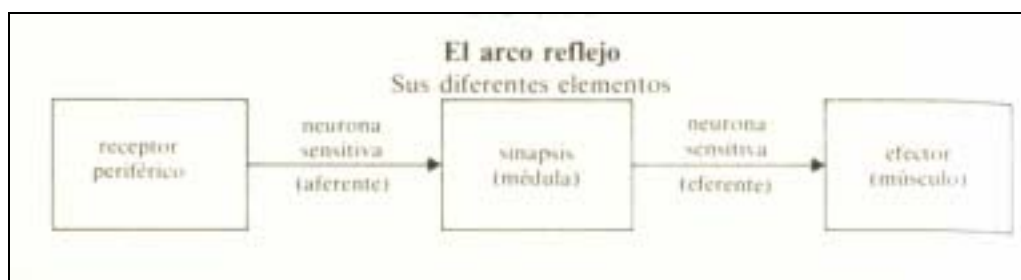 El arco reflejo
Sus diferentes elementos
receptor
periférico
neurona
sensitiva
(aferente)
sinapsis
(médula)
neurona
sensitiva
(eferente)
efector
(músculo)